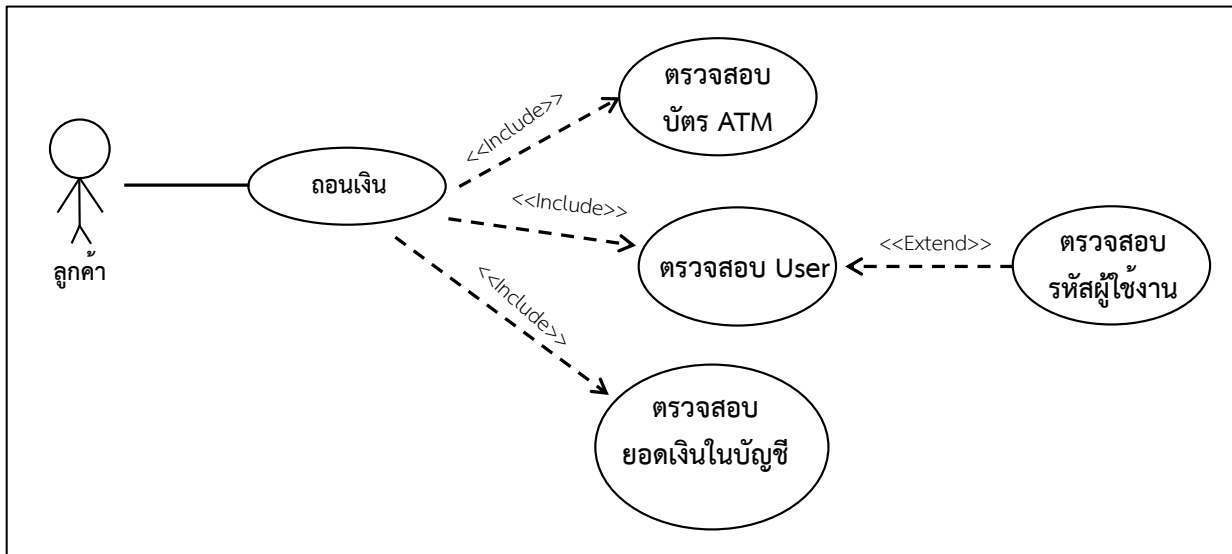 ตรวจสอบ
บัตร ATM
<<Include>>
ถอนเงิน
ลูกค้า
<<Include>>
ตรวจสอบ User
<<Extend>>
ตรวจสอบ
รหัสผู้ใช้งาน
<<Include>>
ตรวจสอบ
ยอดเงินในบัญชี